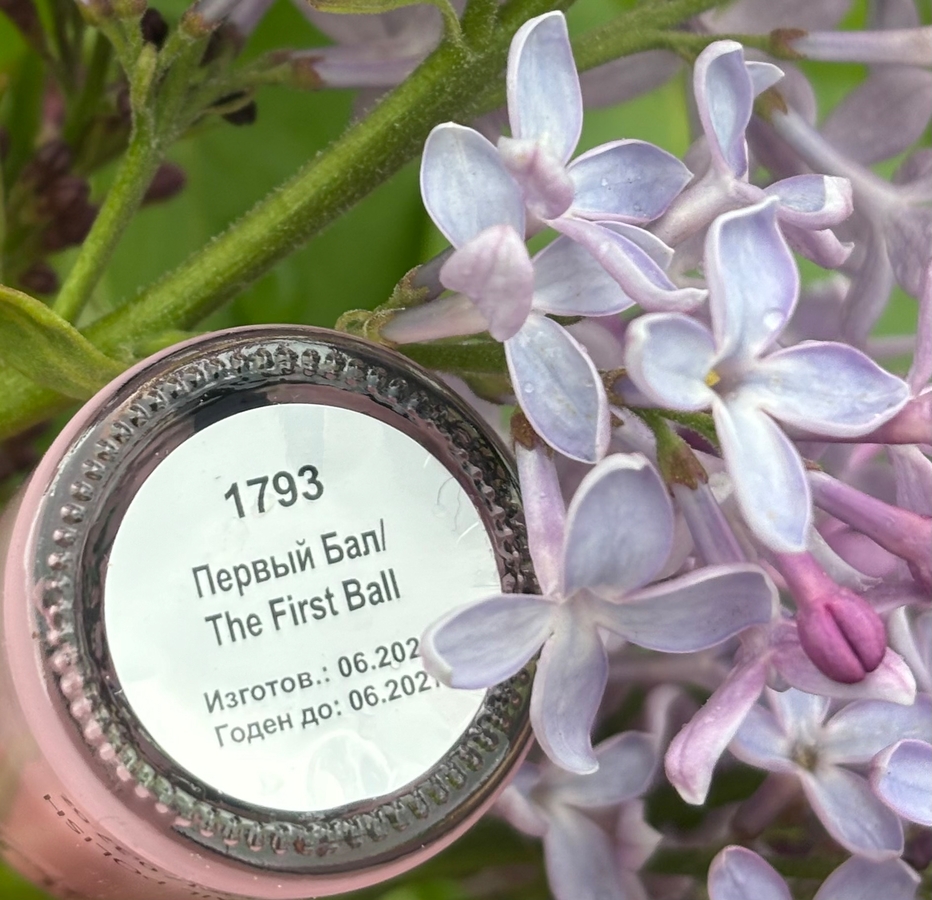 1793
Первый Бал/
The First Ball
Изготов.: 06.202
Годен до: 06.202